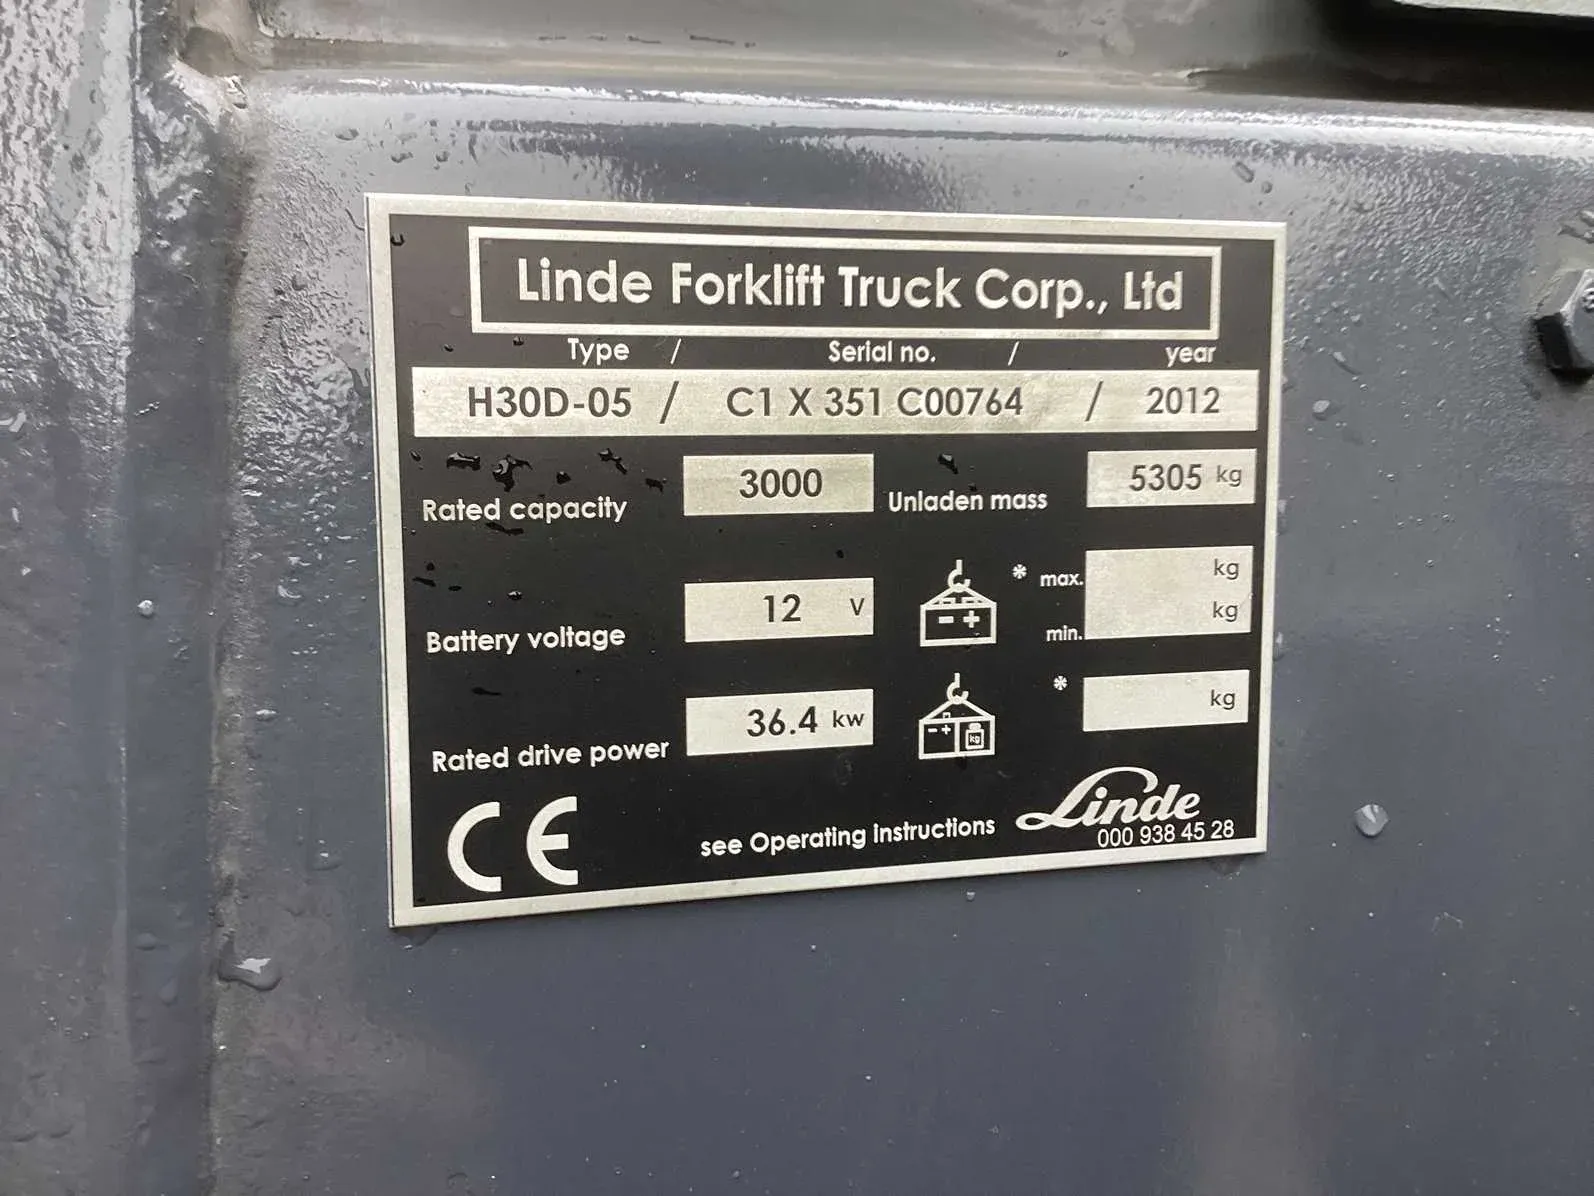 Linde Forklift Truck Corp., Ltd
Type / Serial no. / year
H30D-05 / C1 X 351 C00764 / 2012
Rated capacity 3000 Unladen mass 5305 kg
Battery voltage 12 V - + * max. kg
min. kg
Rated drive power 36.4 kw - + kg * kg
CE see Operating instructions Linde
000 938 45 28